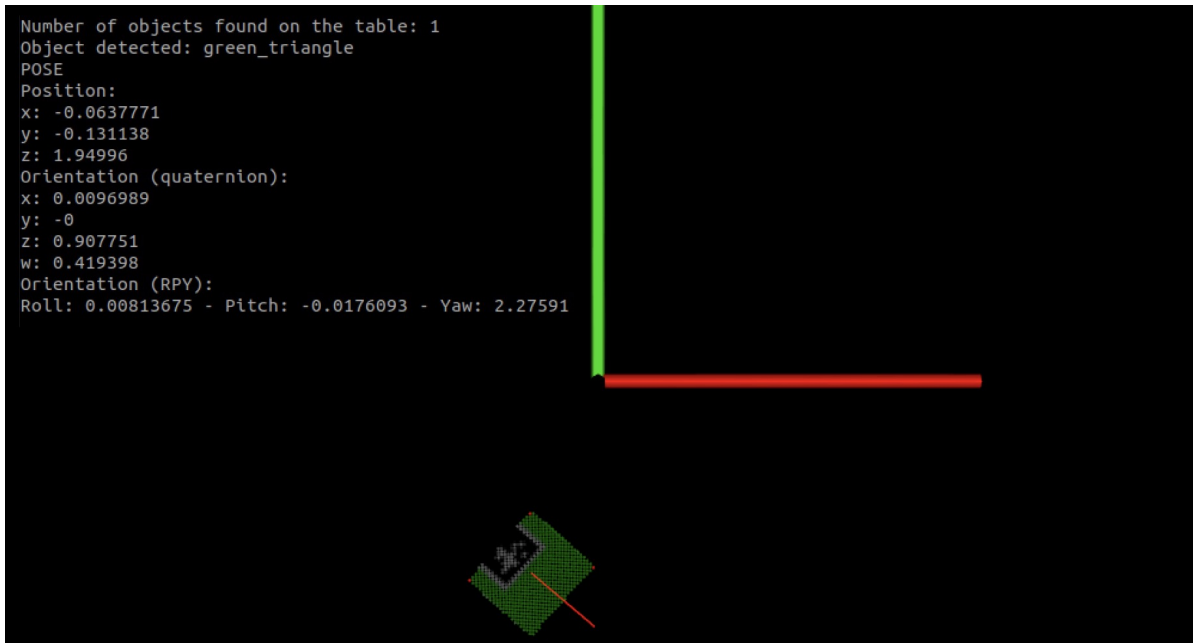 Number of objects found on the table: 1
Object detected: green_triangle
POSE
Position:
x: -0.0637771
y: -0.131138
z: 1.94996
Orientation (quaternion):
x: 0.0096989
y: -0
z: 0.907751
w: 0.419398
Orientation (RPY):
Roll: 0.00813675 - Pitch: -0.0176093 - Yaw: 2.27591